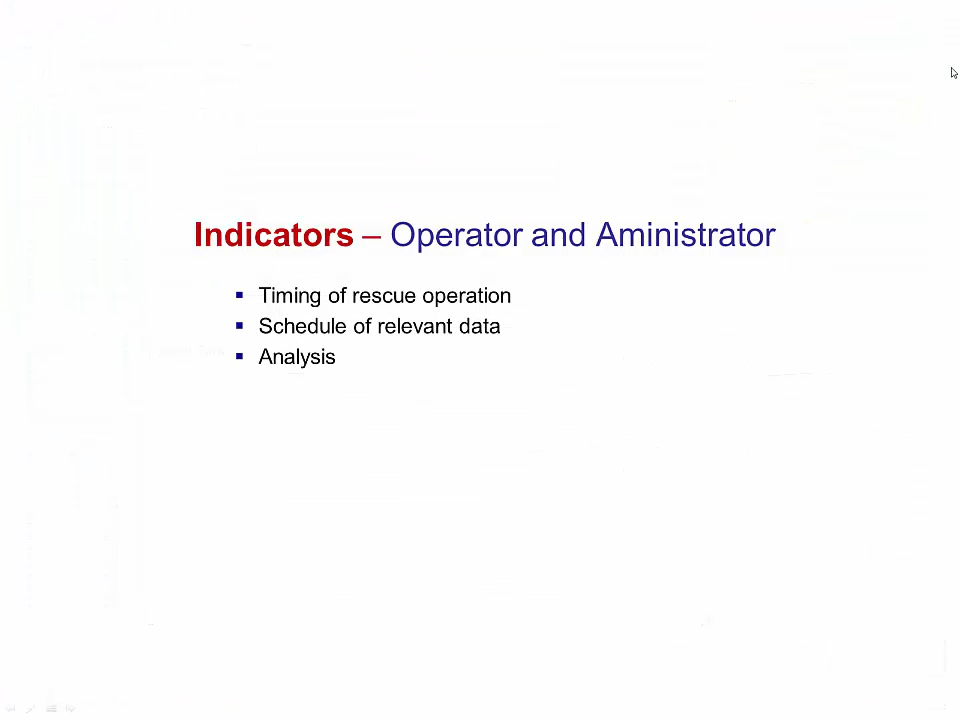 Indicators – Operator and Aministrator
▪ Timing of rescue operation
▪ Schedule of relevant data
▪ Analysis